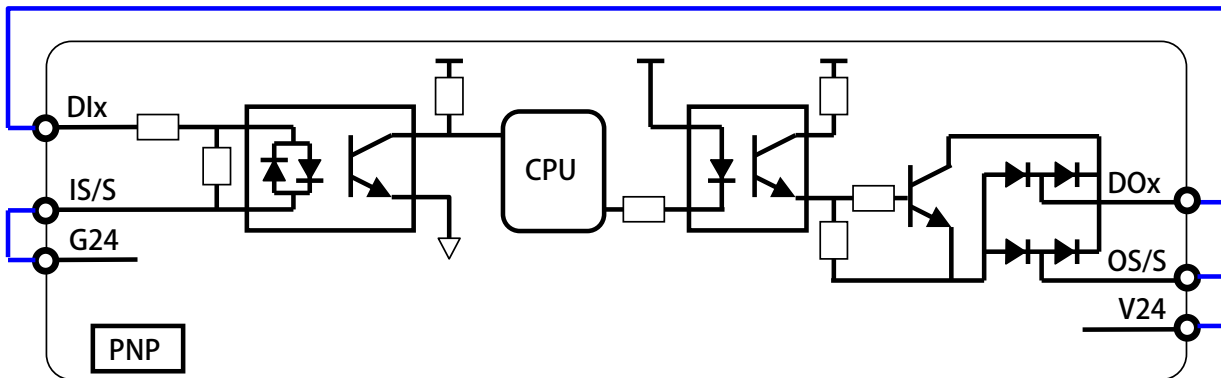 DIx
IS/S
G24
CPU
DOx
OS/S
V24
PNP